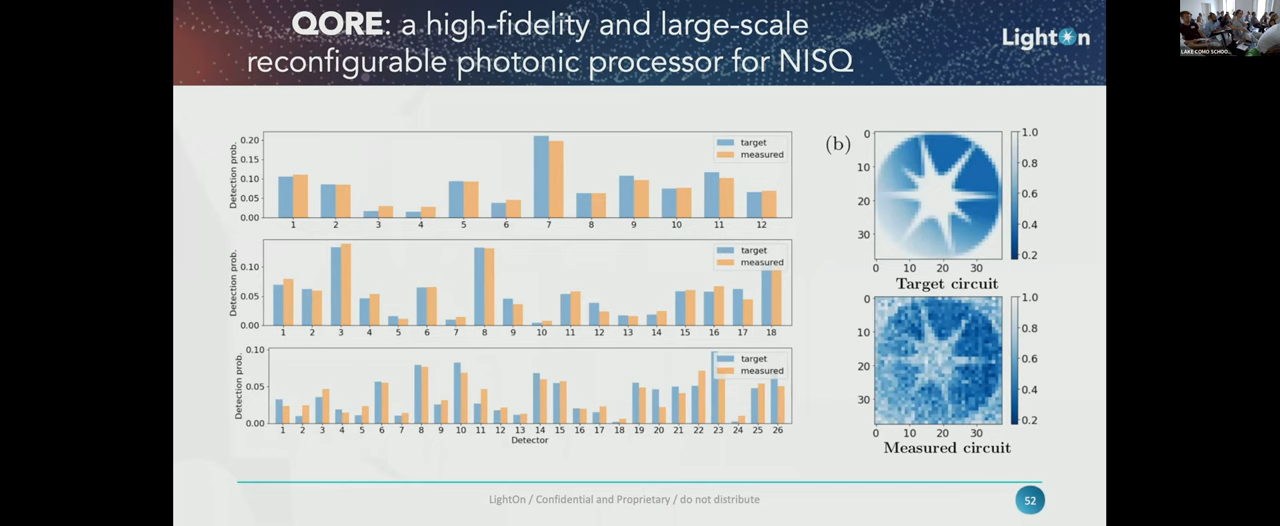 QORE: a high-fidelity and large-scale
reconfigurable photonic processor for NISQ
LightOn
LAKE COMO SCHOO...
0.20
0.15
0.10
0.05
0.00
Detection prob.
target
measured
1 2 3 4 5 6 7 8 9 10 11 12
0.10
0.05
0.00
Detection prob.
target
measured
1 2 3 4 5 6 7 8 9 10 11 12 13 14 15 16 17 18
0.10
0.05
0.00
Detection prob.
target
measured
1 2 3 4 5 6 7 8 9 10 11 12 13 14 15 16 17 18 19 20 21 22 23 24 25 26
Detector
(b)
0
10
20
30
0 10 20 30
1.0
0.8
0.6
0.4
0.2
Target circuit
0
10
20
30
0 10 20 30
1.0
0.8
0.6
0.4
0.2
Measured circuit
LightOn / Confidential and Proprietary / do not distribute
52